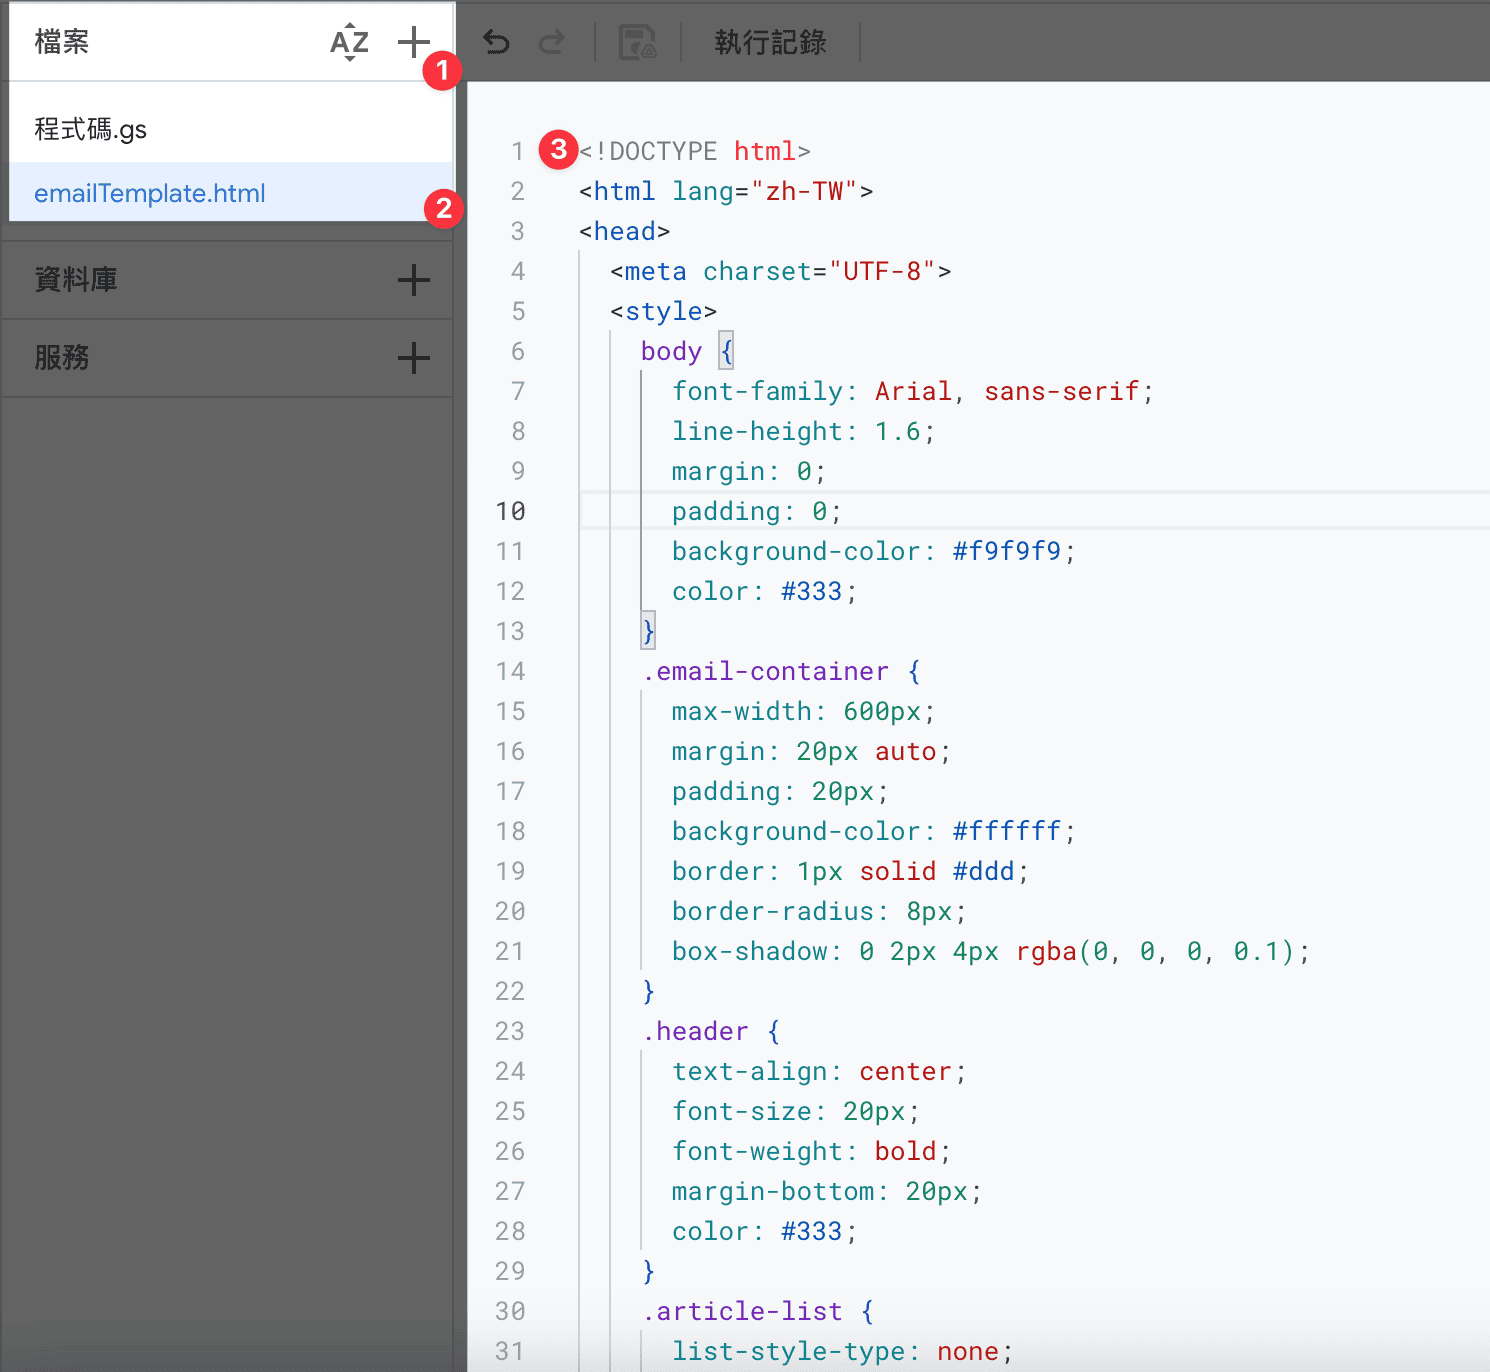 檔案 AZ
1
程式碼.gs
emailTemplate.html
2
資料庫
服務
執行記錄
3
1 <!DOCTYPE html>
2 <html lang="zh-TW">
3 <head>
4 <meta charset="UTF-8">
5 <style>
6 body {
7 font-family: Arial, sans-serif;
8 line-height: 1.6;
9 margin: 0;
10 padding: 0;
11 background-color: #f9f9f9;
12 color: #333;
13 }
14 .email-container {
15 max-width: 600px;
16 margin: 20px auto;
17 padding: 20px;
18 background-color: #ffffff;
19 border: 1px solid #ddd;
20 border-radius: 8px;
21 box-shadow: 0 2px 4px rgba(0, 0, 0, 0.1);
22 }
23 .header {
24 text-align: center;
25 font-size: 20px;
26 font-weight: bold;
27 margin-bottom: 20px;
28 color: #333;
29 }
30 .article-list {
31 list-style-type: none;